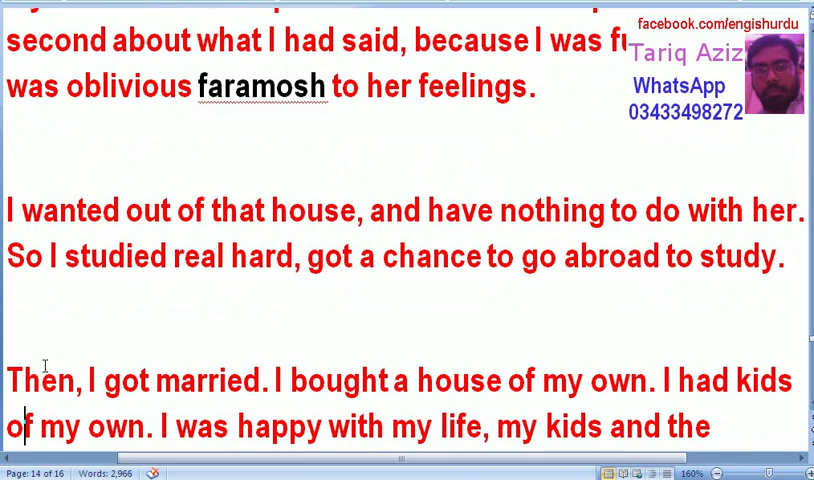 facebook.com/engishurdu
second about what I had said, because I was
Tariq Aziz
was oblivious faramosh to her feelings.
WhatsApp
03433498272
I wanted out of that house, and have nothing to do with her.
So I studied real hard, got a chance to go abroad to study.
Then, I got married. I bought a house of my own. I had kids
of my own. I was happy with my life, my kids and the
Page: 14 of 16 Words: 2,966 160%